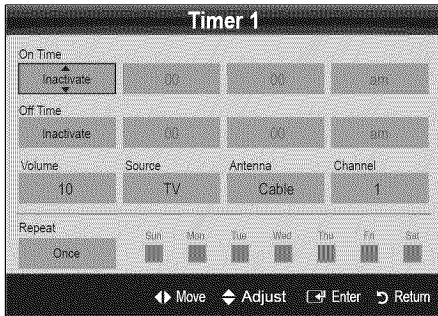 Timer 1
On Time
Inactivate 00 00 am
Off Time
Inactivate 00 00 am
Volume Source Antenna Channel
10 TV Cable 1
Repeat Sun Mon Tue Wed Thu Fri Sat
Once
Move Adjust Enter Return